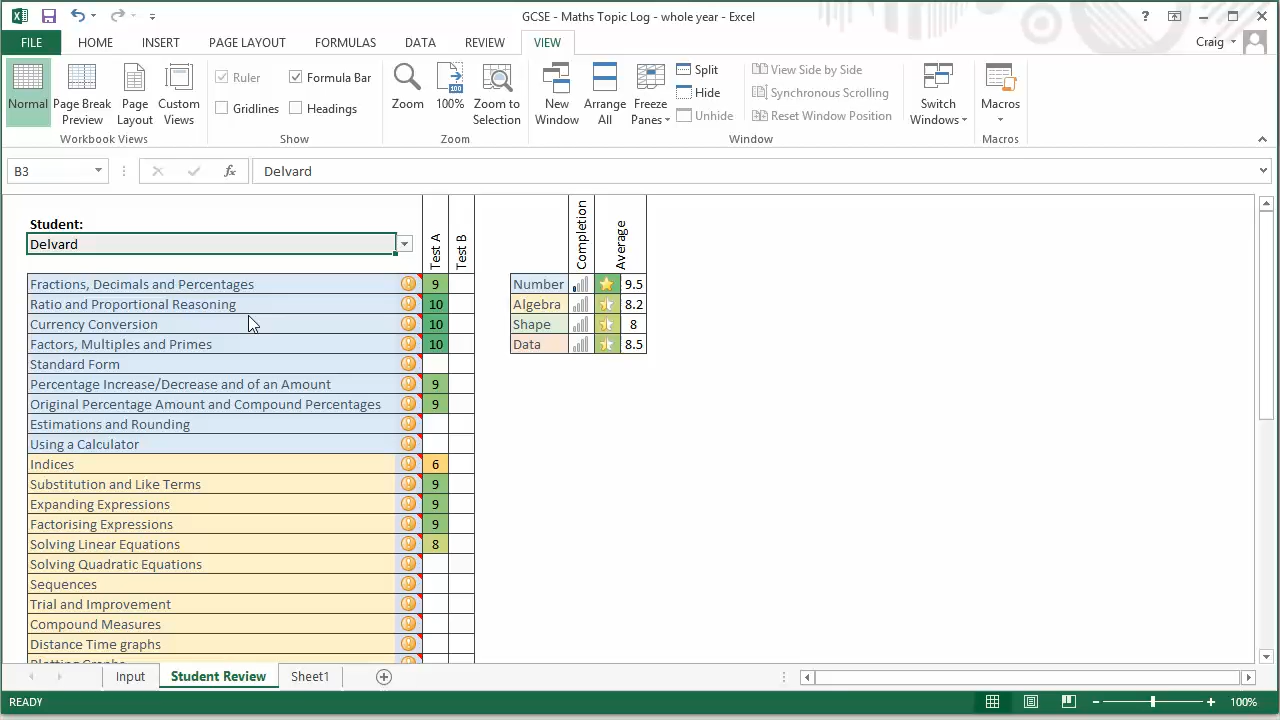 GCSE - Maths Topic Log - whole year - Excel
?
FILE HOME INSERT PAGE LAYOUT FORMULAS DATA REVIEW VIEW Craig
Normal
Page Break
Preview
Page
Layout
Custom
Views
Workbook Views
Ruler
Formula Bar
Gridlines
Headings
Show
Zoom
100%
Zoom to
Selection
Zoom
New
Window
Arrange
All
Freeze
Panes
Split
Hide
Unhide
View Side by Side
Synchronous Scrolling
Reset Window Position
Window
Switch
Windows
Macros
Macros
B3 fx Delvard
Student:
Delvard
Test A
Test B
Fractions, Decimals and Percentages 9
Ratio and Proportional Reasoning 10
Currency Conversion 10
Factors, Multiples and Primes 10
Standard Form
Percentage Increase/Decrease and of an Amount 9
Original Percentage Amount and Compound Percentages 9
Estimations and Rounding
Using a Calculator
Indices 6
Substitution and Like Terms 9
Expanding Expressions 9
Factorising Expressions 9
Solving Linear Equations 8
Solving Quadratic Equations
Sequences
Trial and Improvement
Compound Measures
Distance Time graphs
Plotting Graphs
Completion
Average
Number 9.5
Algebra 8.2
Shape 8
Data 8.5
Input Student Review Sheet1
READY 100%